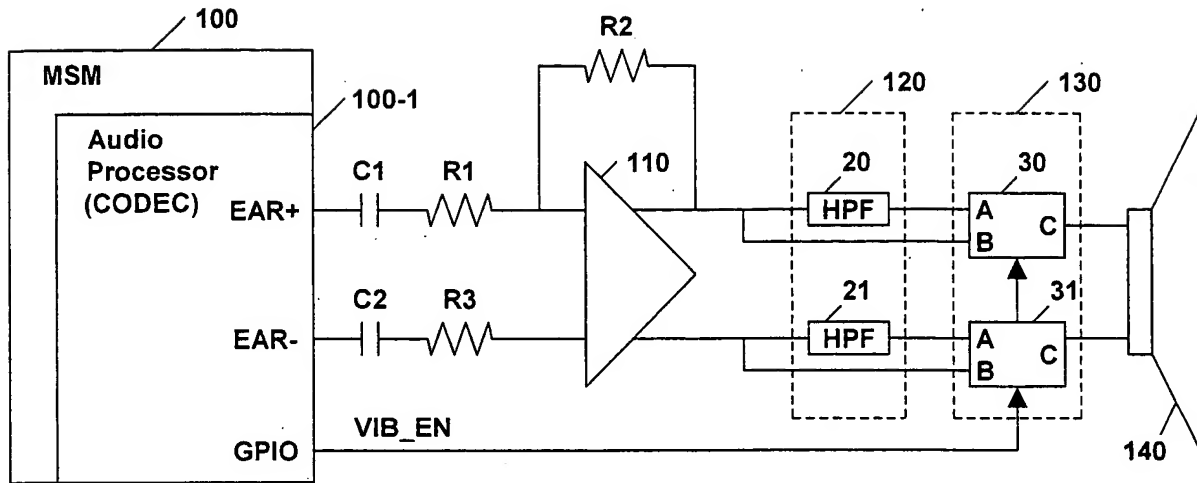 100
R2
MSM
100-1
120
130
Audio
Processor
(CODEC)
C1
R1
110
20
30
EAR+
HPF
A
B
C
C2
R3
21
31
EAR-
HPF
A
B
C
VIB_EN
GPIO
140